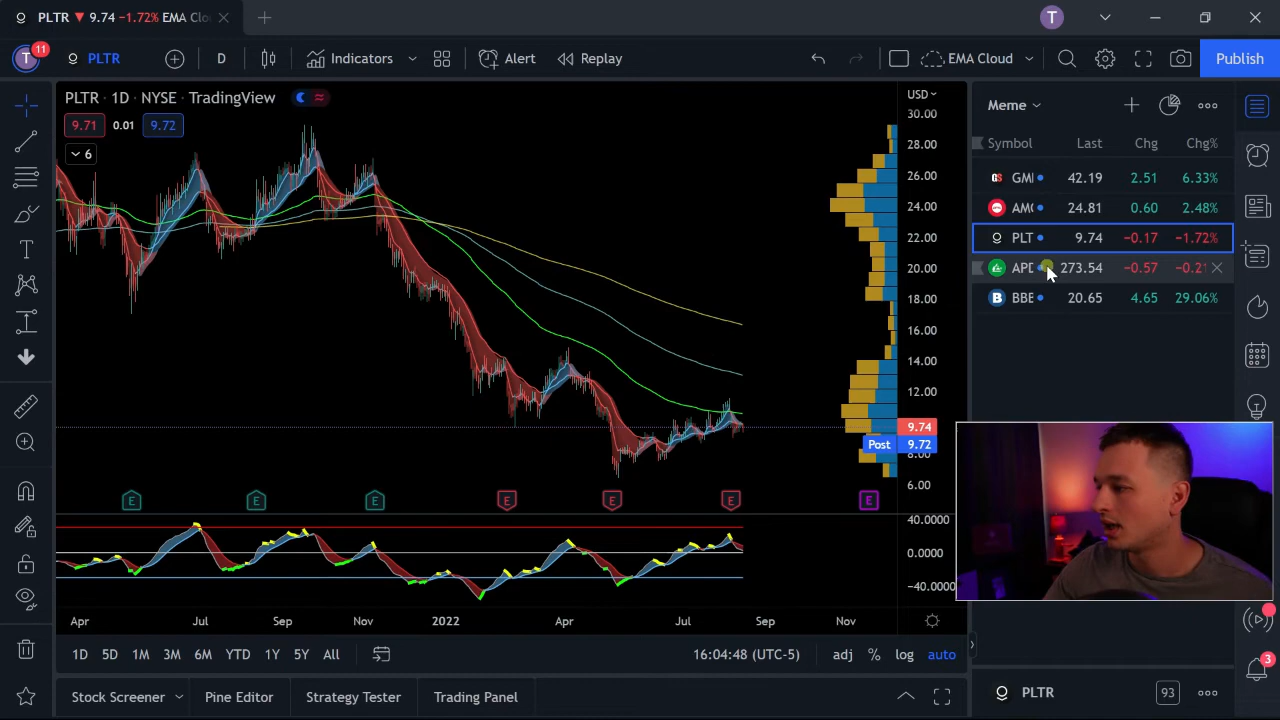 PLTR ▼ 9.74 −1.72% EMA Clo
T
T
11
PLTR
D
Indicators
Alert
Replay
EMA Cloud
Publish
PLTR · 1D · NYSE · TradingView
9.71
0.01
9.72
6
USD
30.00
28.00
26.00
24.00
22.00
20.00
18.00
16.00
14.00
12.00
9.74
Post 9.72
8.00
6.00
E
E
E
E
E
E
E
40.0000
0.0000
−40.0000
Apr
Jul
Sep
Nov
2022
Apr
Jul
Sep
Nov
1D
5D
1M
3M
6M
YTD
1Y
5Y
All
16:04:48 (UTC-5)
adj
%
log
auto
Stock Screener
Pine Editor
Strategy Tester
Trading Panel
Meme
Symbol Last Chg Chg%
GMI 42.19 2.51 6.33%
AMC 24.81 0.60 2.48%
PLT 9.74 −0.17 −1.72%
APD 273.54 −0.57 −0.21
BBB 20.65 4.65 29.06%
3
PLTR
93